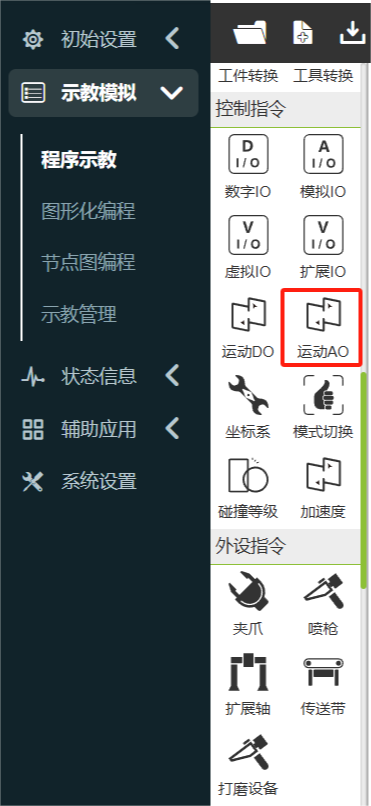 初始设置
示教模拟
程序示教
图形化编程
节点图编程
示教管理
状态信息
辅助应用
系统设置
工件转换 工具转换
控制指令
D I/O A I/O
数字IO 模拟IO
V I/O V I/O
虚拟IO 扩展IO
运动DO 运动AO
坐标系 模式切换
碰撞等级 加速度
外设指令
夹爪 喷枪
扩展轴 传送带
打磨设备